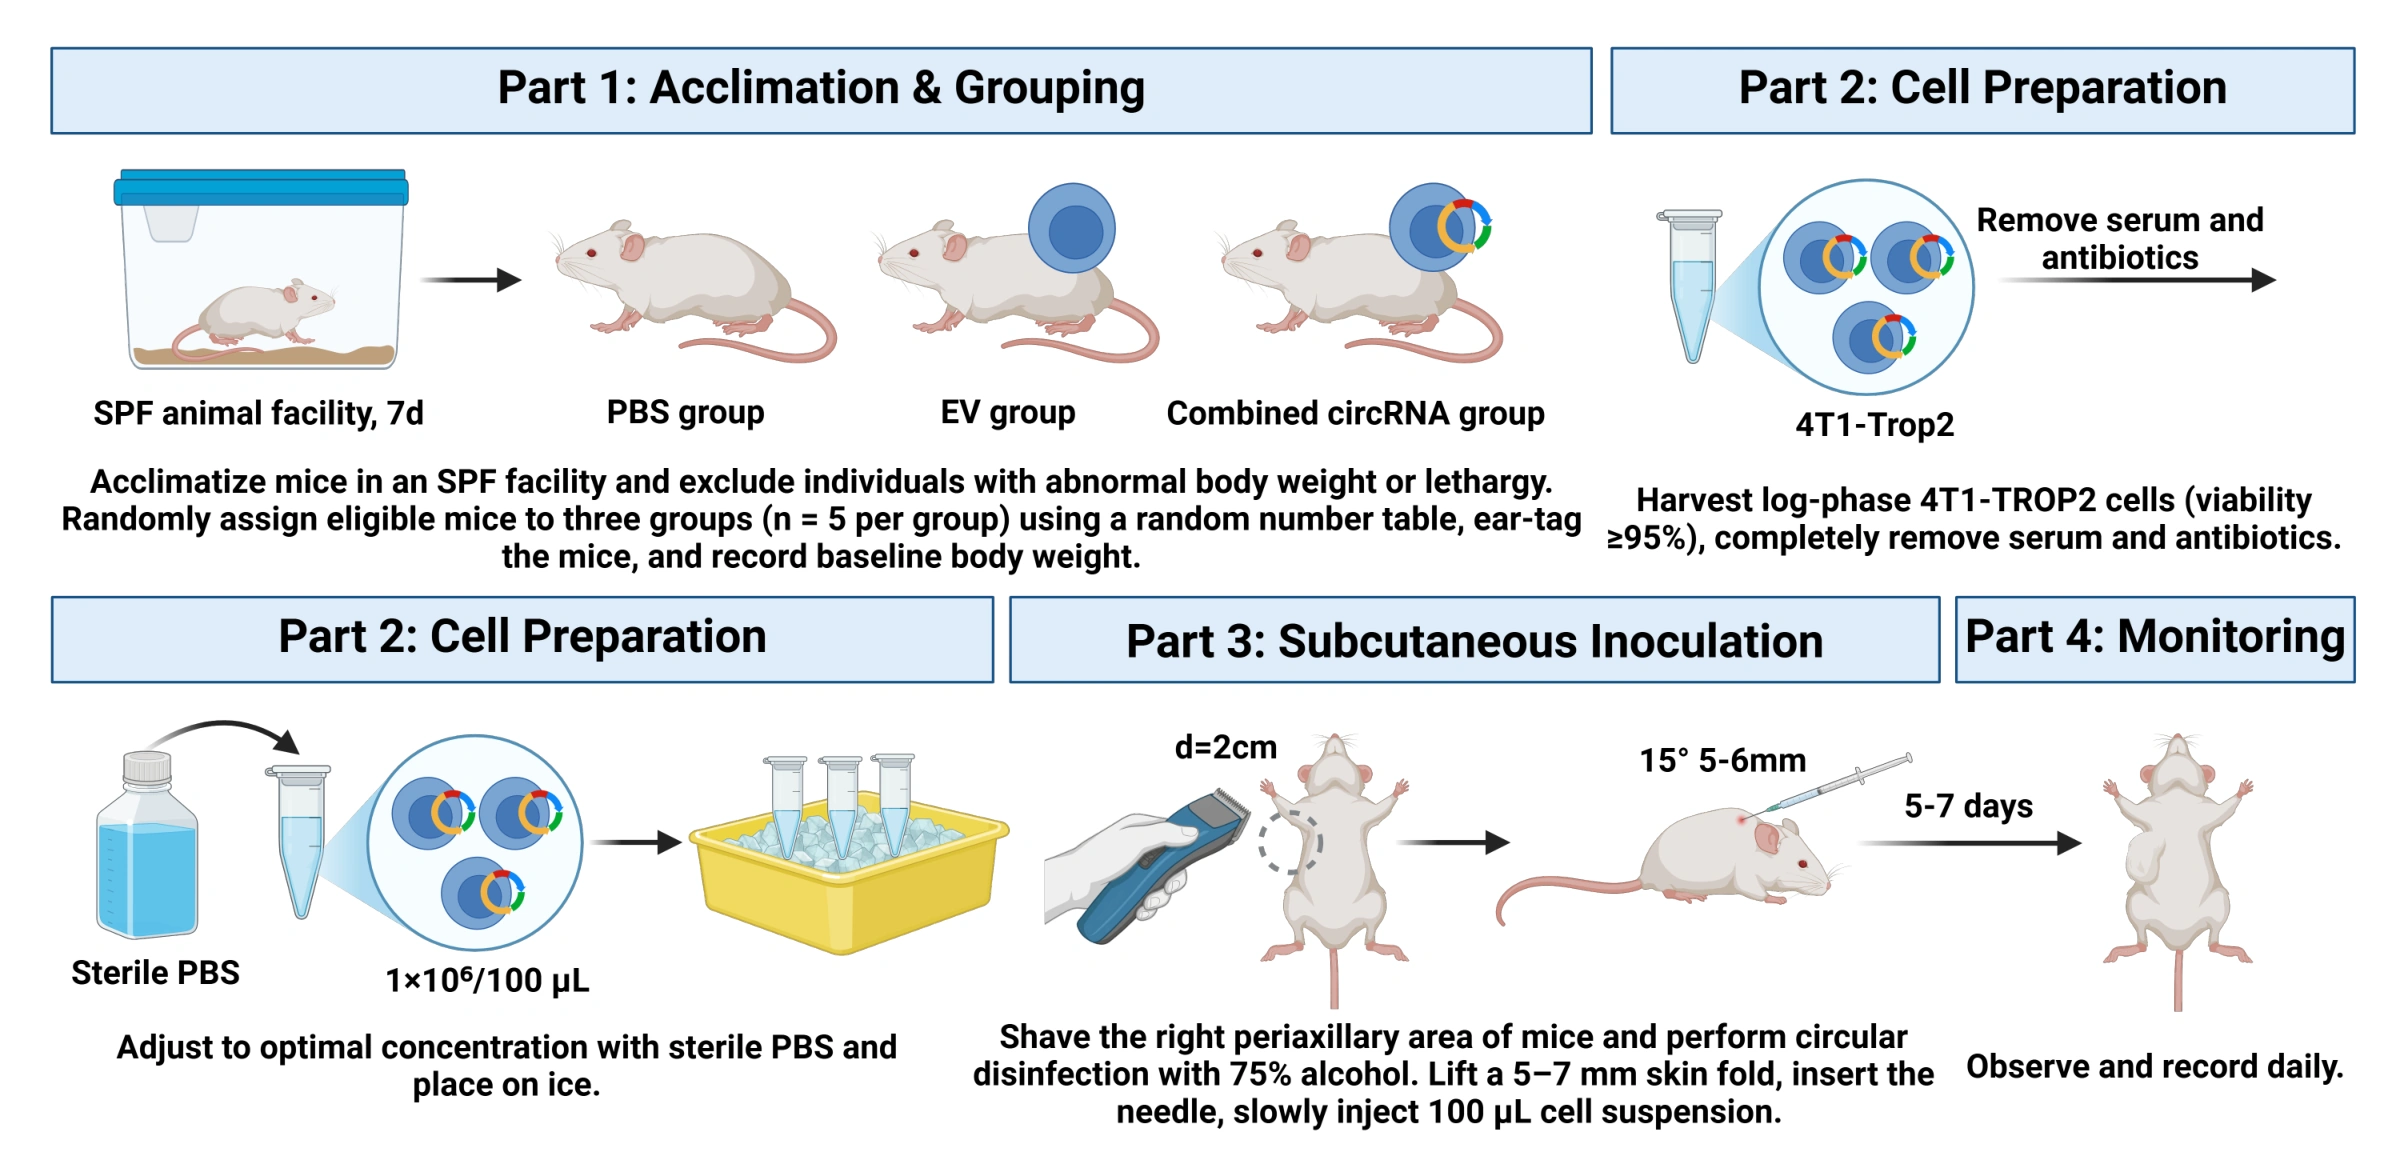 Part 1: Acclimation & Grouping
Part 2: Cell Preparation
SPF animal facility, 7d
PBS group
EV group
Combined circRNA group
Acclimatize mice in an SPF facility and exclude individuals with abnormal body weight or lethargy.
Randomly assign eligible mice to three groups (n = 5 per group) using a random number table, ear-tag
the mice, and record baseline body weight.
Remove serum and
antibiotics
4T1-Trop2
Harvest log-phase 4T1-TROP2 cells (viability
≥95%), completely remove serum and antibiotics.
Part 2: Cell Preparation
Part 3: Subcutaneous Inoculation
Part 4: Monitoring
Sterile PBS
1×10⁶/100 µL
Adjust to optimal concentration with sterile PBS and
place on ice.
d=2cm
15° 5-6mm
5-7 days
Shave the right periaxillary area of mice and perform circular
disinfection with 75% alcohol. Lift a 5–7 mm skin fold, insert the
needle, slowly inject 100 µL cell suspension.
Observe and record daily.